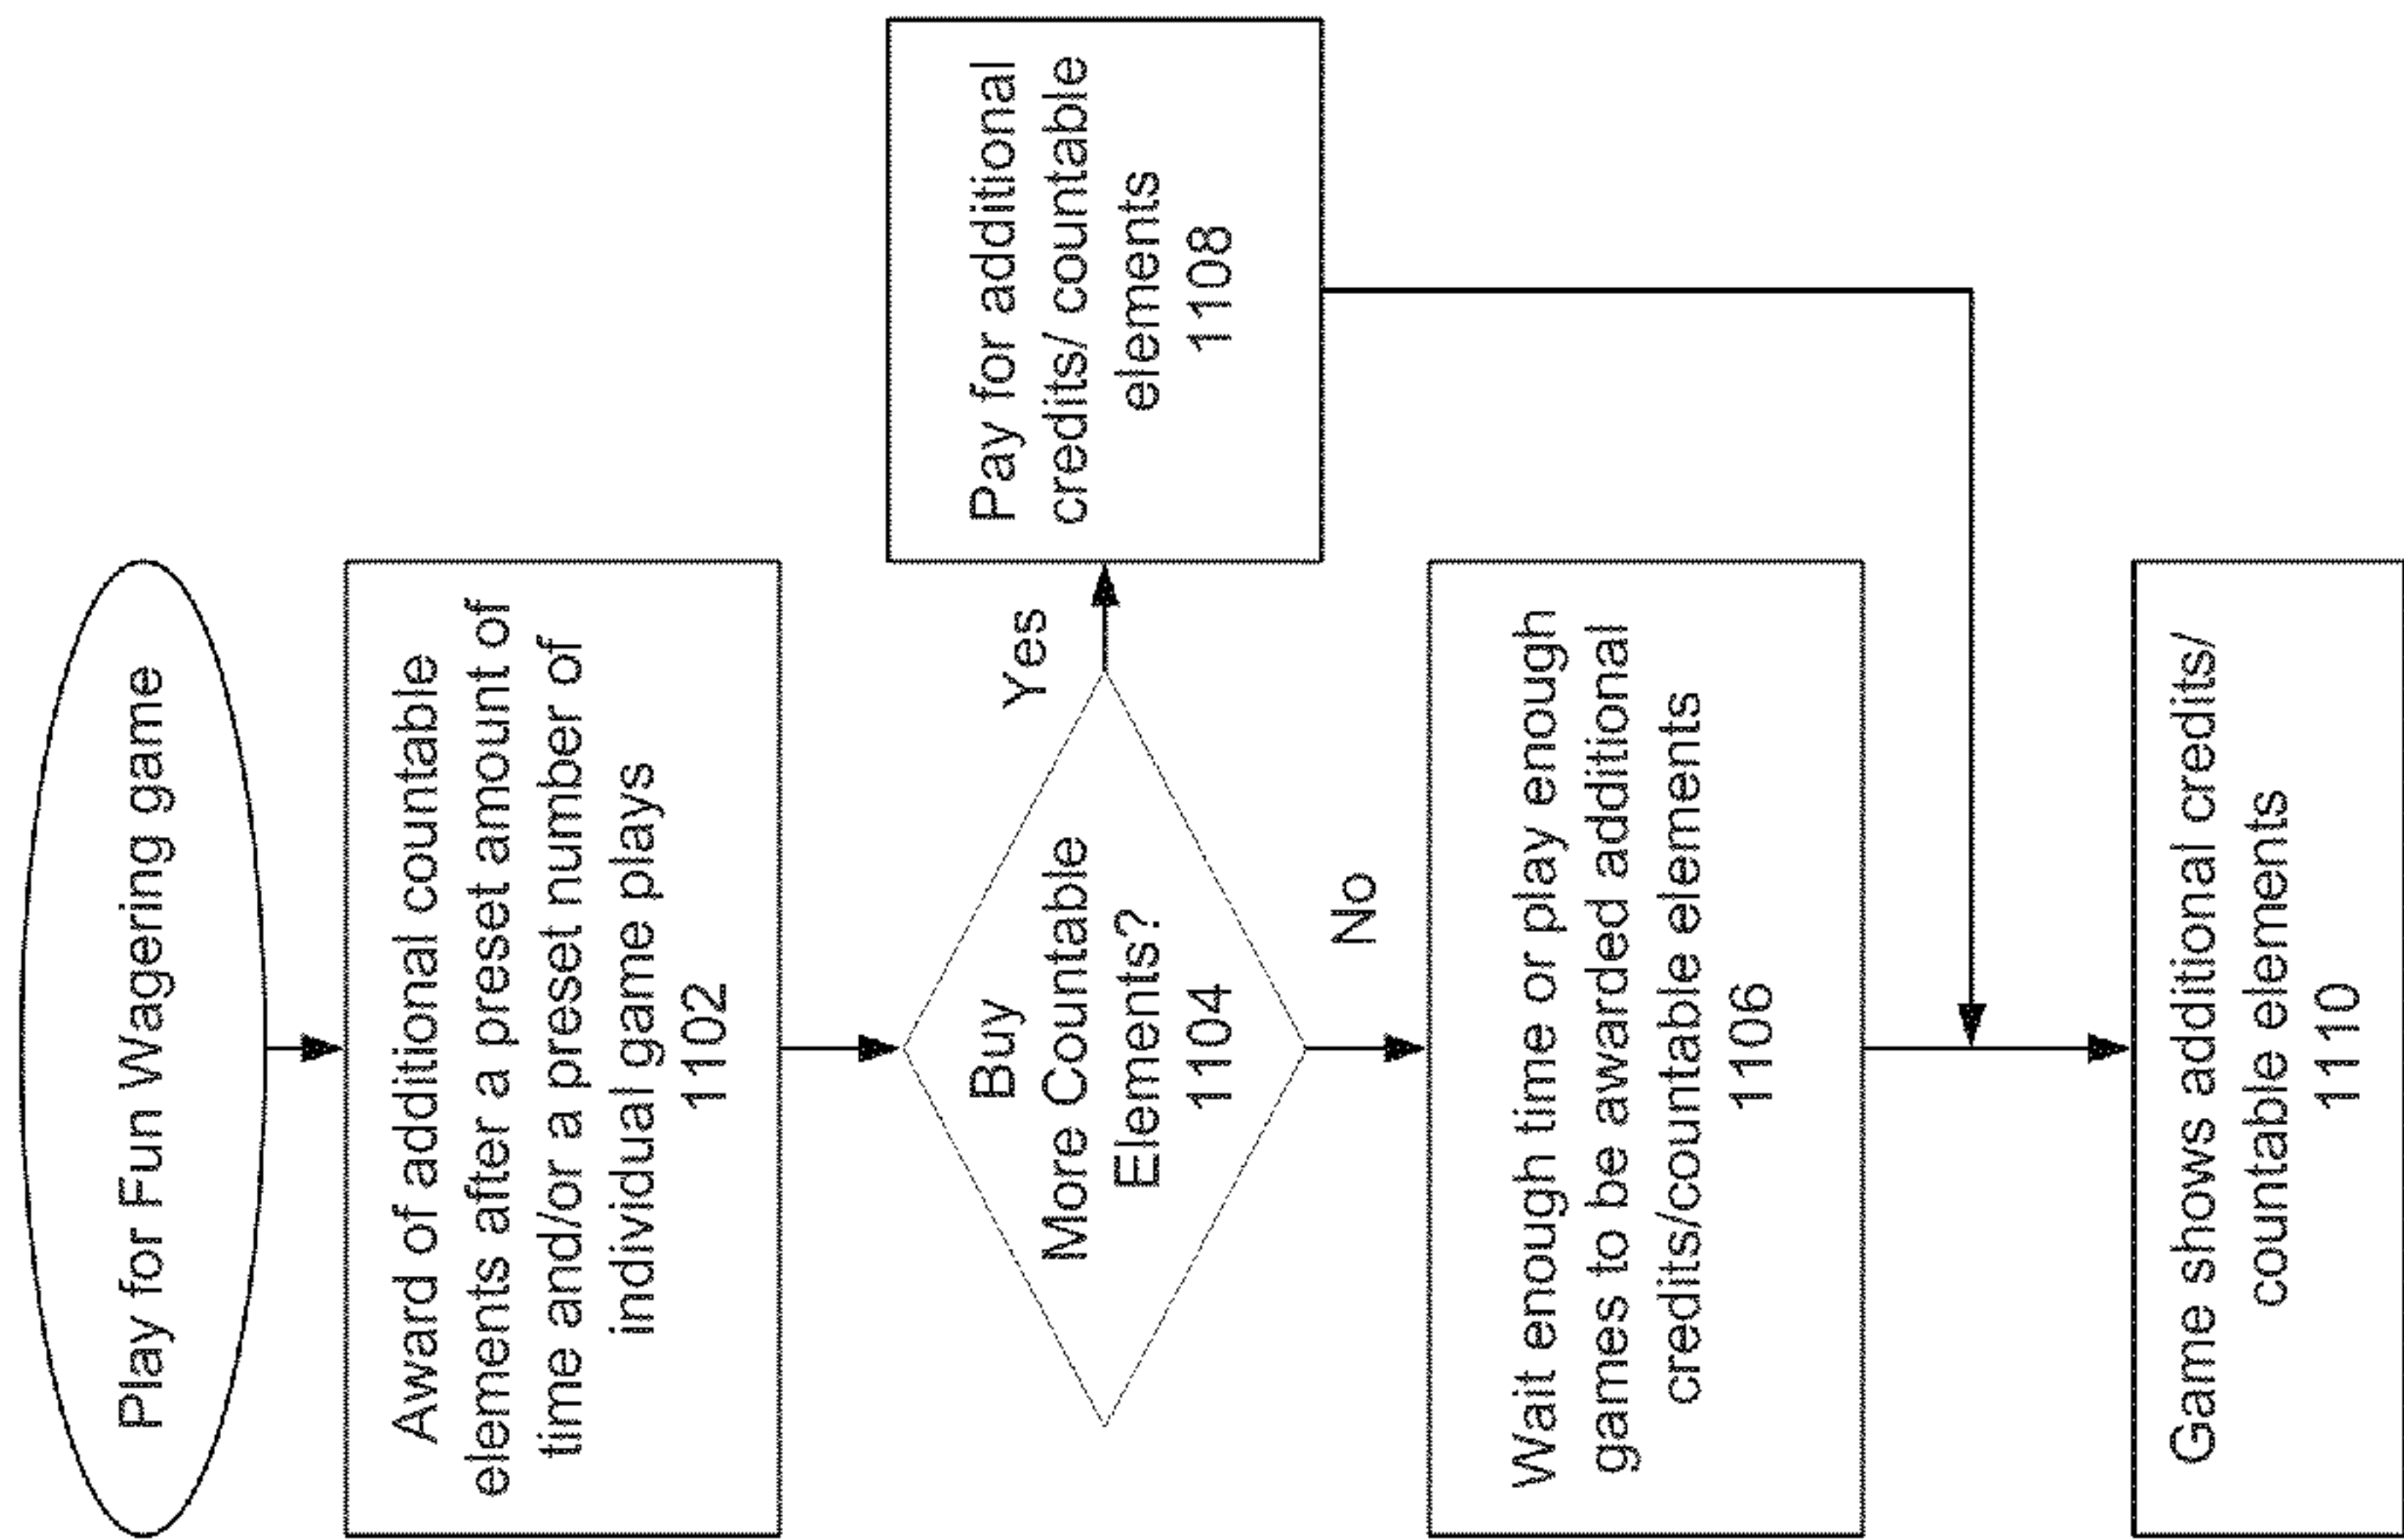 Play for Fun Wagering game
Award of additional countable
elements after a preset amount of
time and/or a preset number of
individual game plays
1102
Buy
More Countable
Elements?
1104
Yes
Pay for additional
credits/ countable
elements
1108
No
Wait enough time or play enough
games to be awarded additional
credits/countable elements
1106
Game shows additional credits/
countable elements
1110